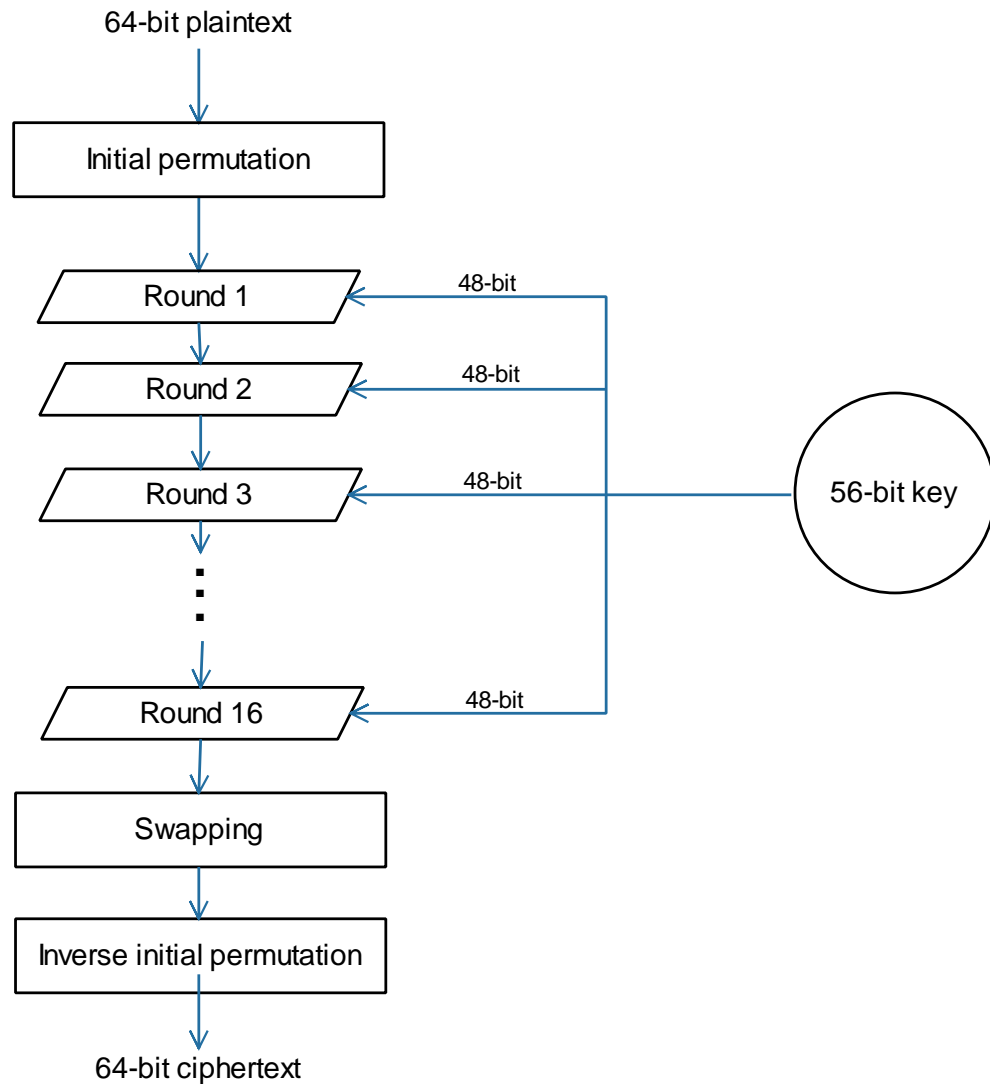 64-bit plaintext
Initial permutation
Round 1
48-bit
Round 2
48-bit
Round 3
48-bit
56-bit key
Round 16
48-bit
Swapping
Inverse initial permutation
64-bit ciphertext